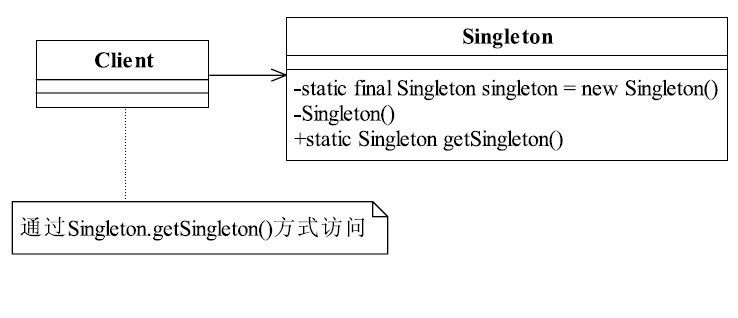 Client
Singleton
-static final Singleton singleton = new Singleton()
-Singleton()
+static Singleton getSingleton()
通过Singleton.getSingleton()方式访问